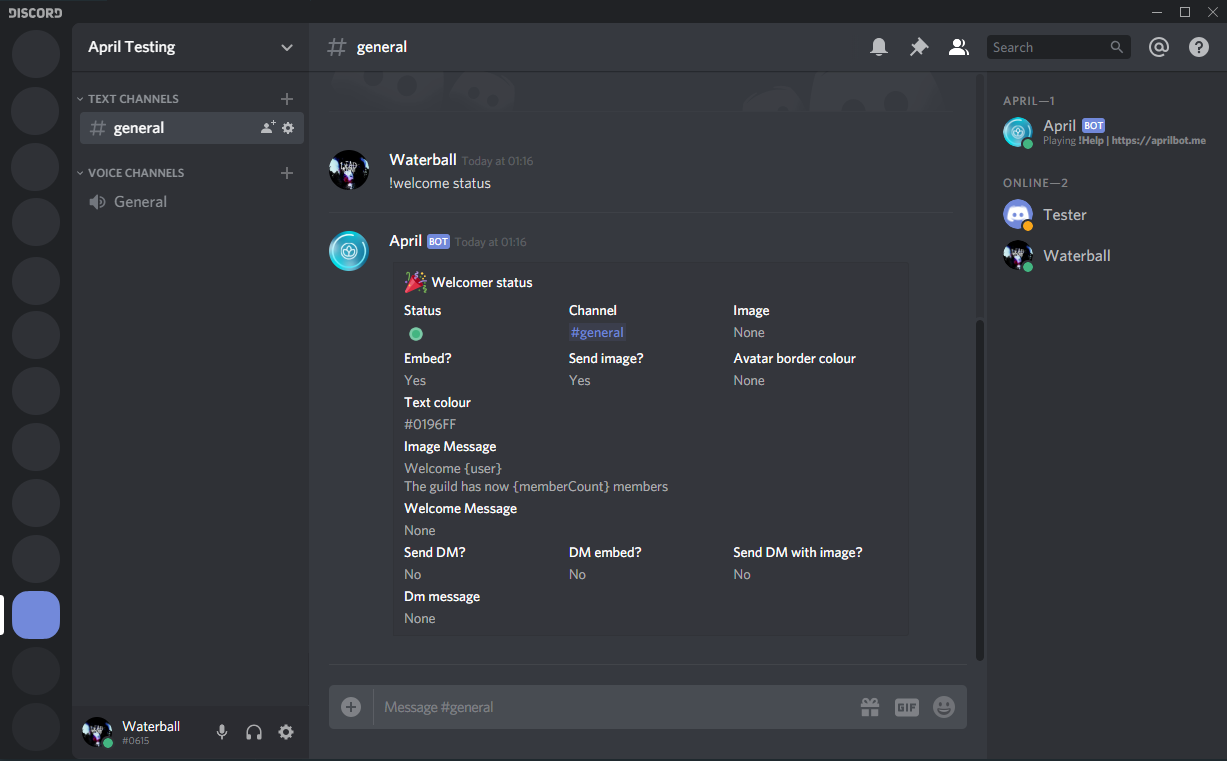 DISCORD
April Testing
TEXT CHANNELS
general
VOICE CHANNELS
General
Waterball
#0615
# general
Search
Waterball Today at 01:16
!welcome status
April BOT Today at 01:16
Welcomer status
Status Channel Image
#general None
Embed? Send image? Avatar border colour
Yes Yes None
Text colour
#0196FF
Image Message
Welcome {user}
The guild has now {memberCount} members
Welcome Message
None
Send DM? DM embed? Send DM with image?
No No No
Dm message
None
Message #general
GIF
APRIL—1
April BOT
Playing !Help | https://aprilbot.me
ONLINE—2
Tester
Waterball